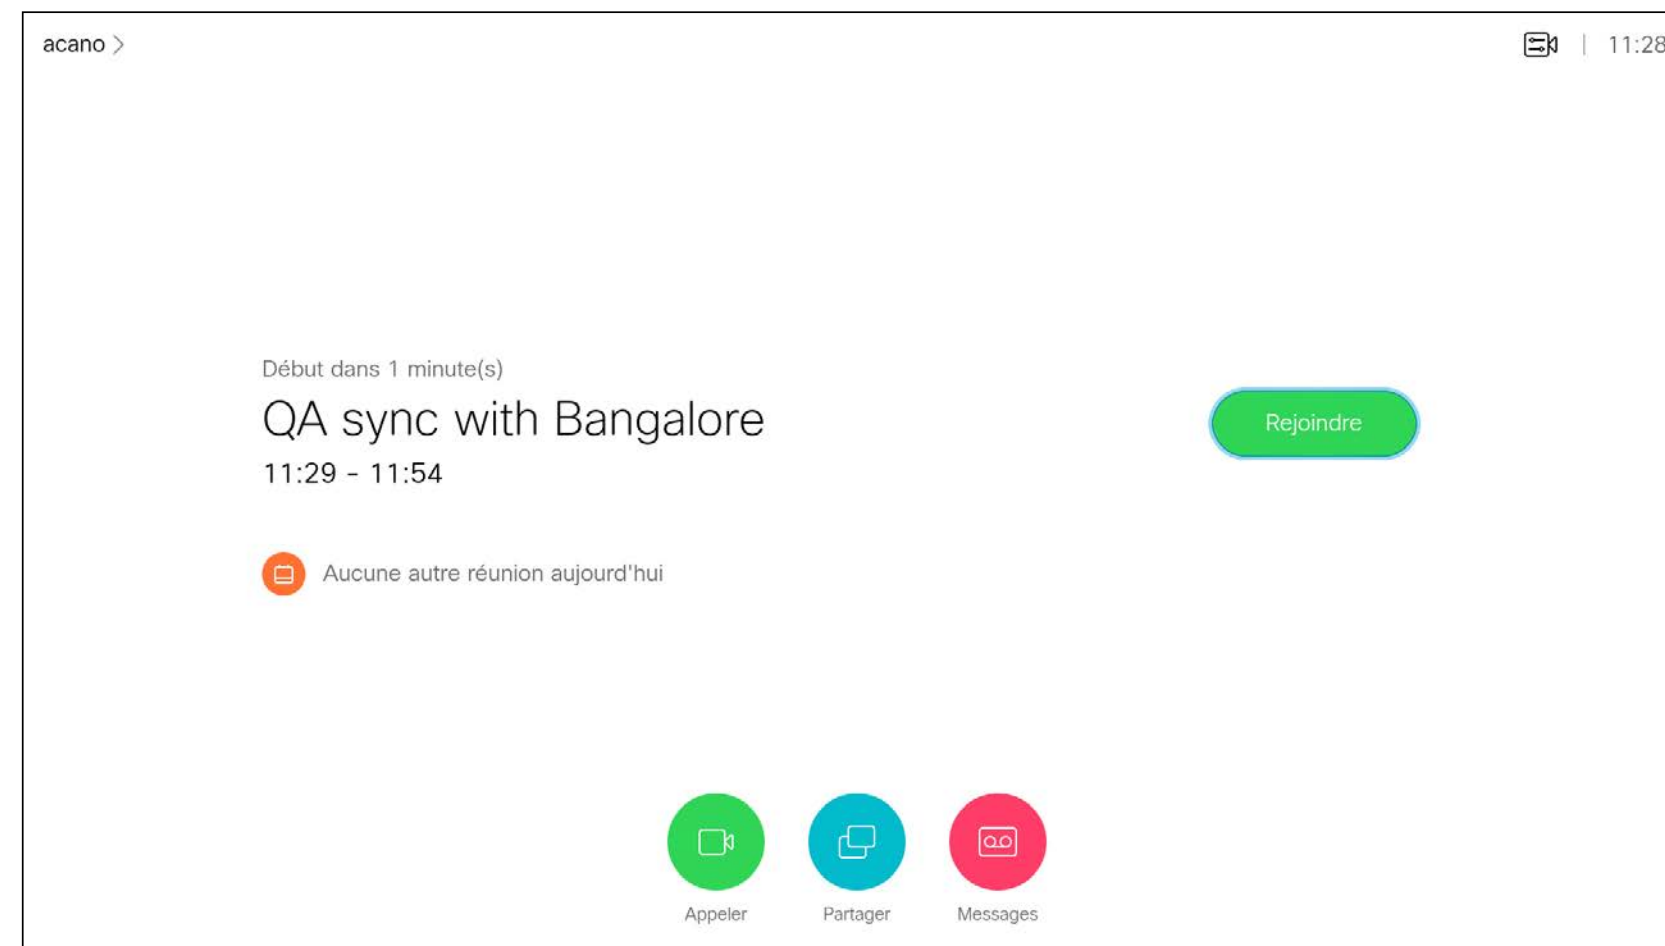 acano
11:28
Début dans 1 minute(s)
QA sync with Bangalore
Rejoindre
11:29 - 11:54
Aucune autre réunion aujourd'hui
Appeler
Partager
Messages